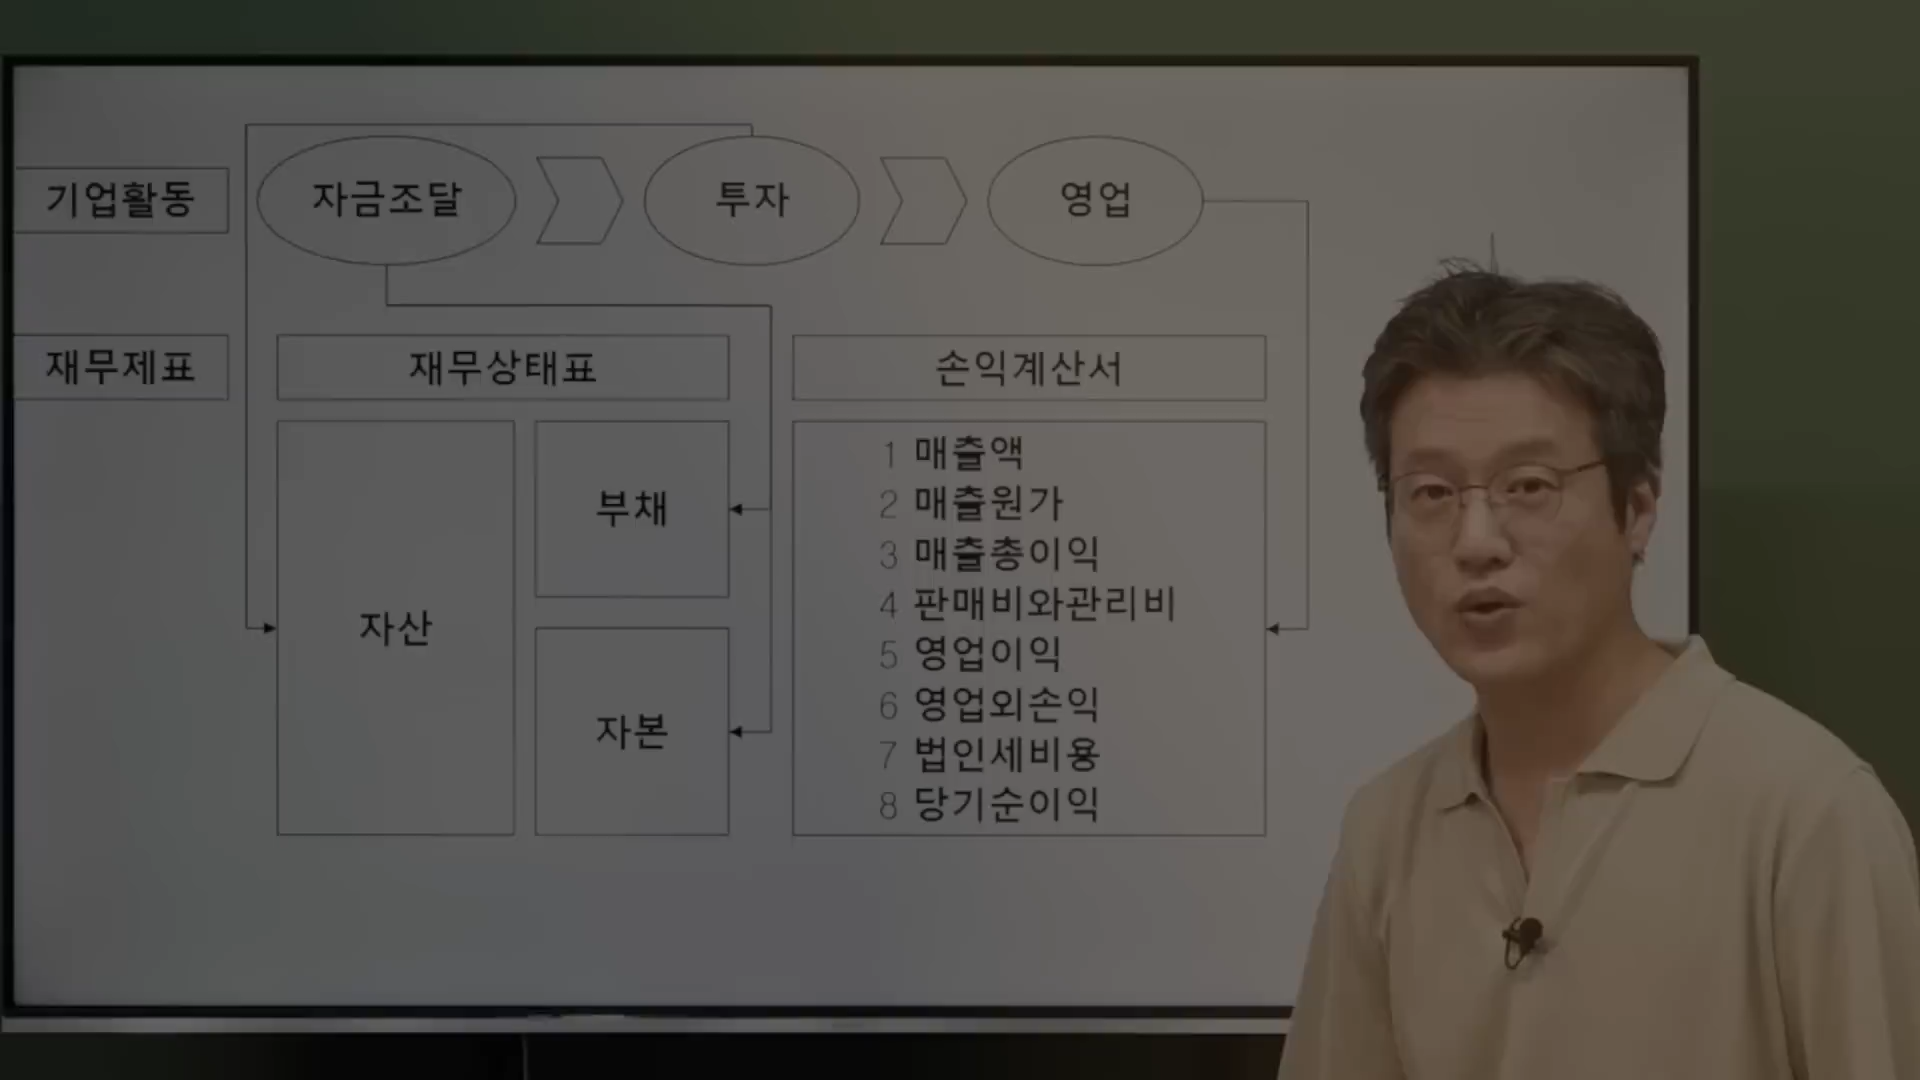 기업활동
자금조달
투자
영업
재무제표
재무상태표
손익계산서
자산
부채
자본
1 매출액
2 매출원가
3 매출총이익
4 판매비와관리비
5 영업이익
6 영업외손익
7 법인세비용
8 당기순이익